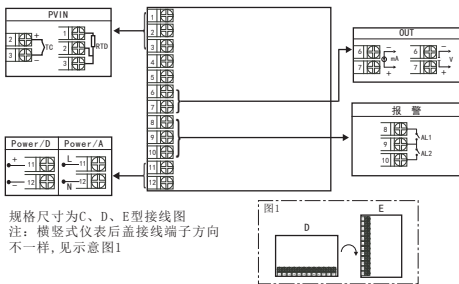 PVIN
2 + TC 1 RTD
3 - 2
3
1
2
3
4
5
6
7
8
9
10
11
12
OUT
6 - mA 6 - V
7 + 7 +
报 警
8 AL1
9
10 AL2
Power/D Power/A
+ 11 L 11
- 12 N 12
规格尺寸为C、D、E型接线图
注: 横竖式仪表后盖接线端子方向
不一样, 见示意图1
图1
D E